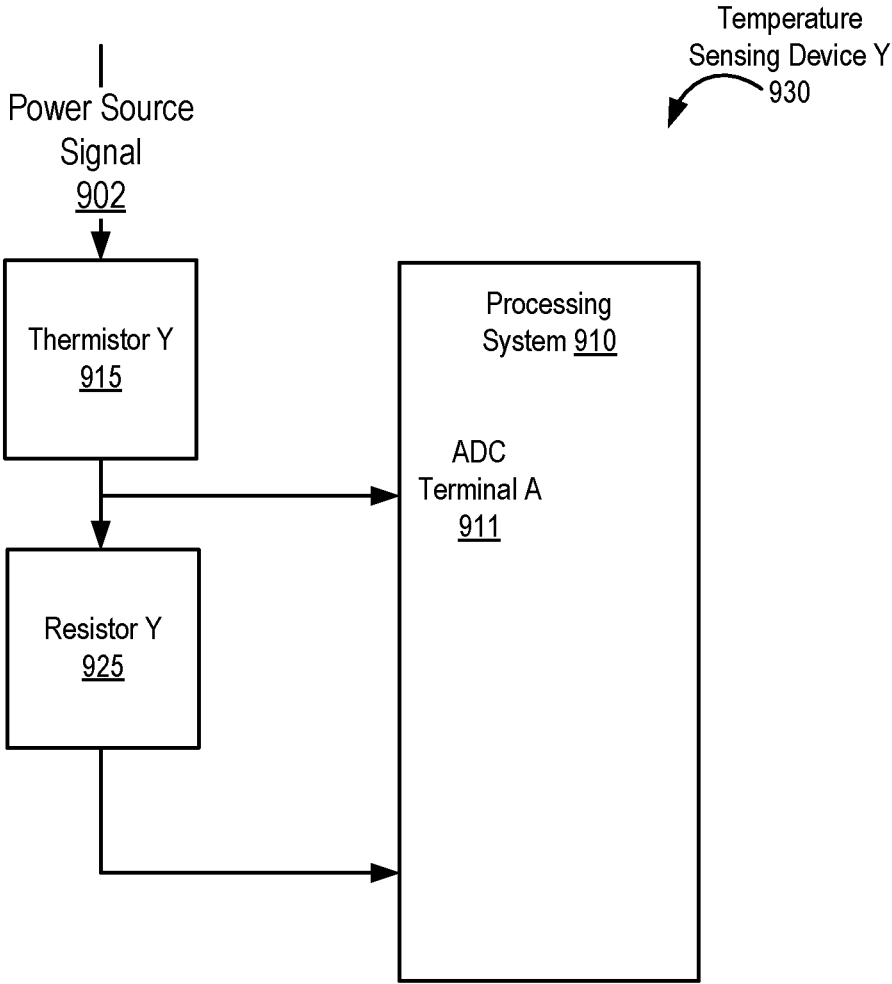 Temperature
Sensing Device Y
930
Power Source
Signal
902
Thermistor Y
915
Processing
System 910
ADC
Terminal A
911
Resistor Y
925